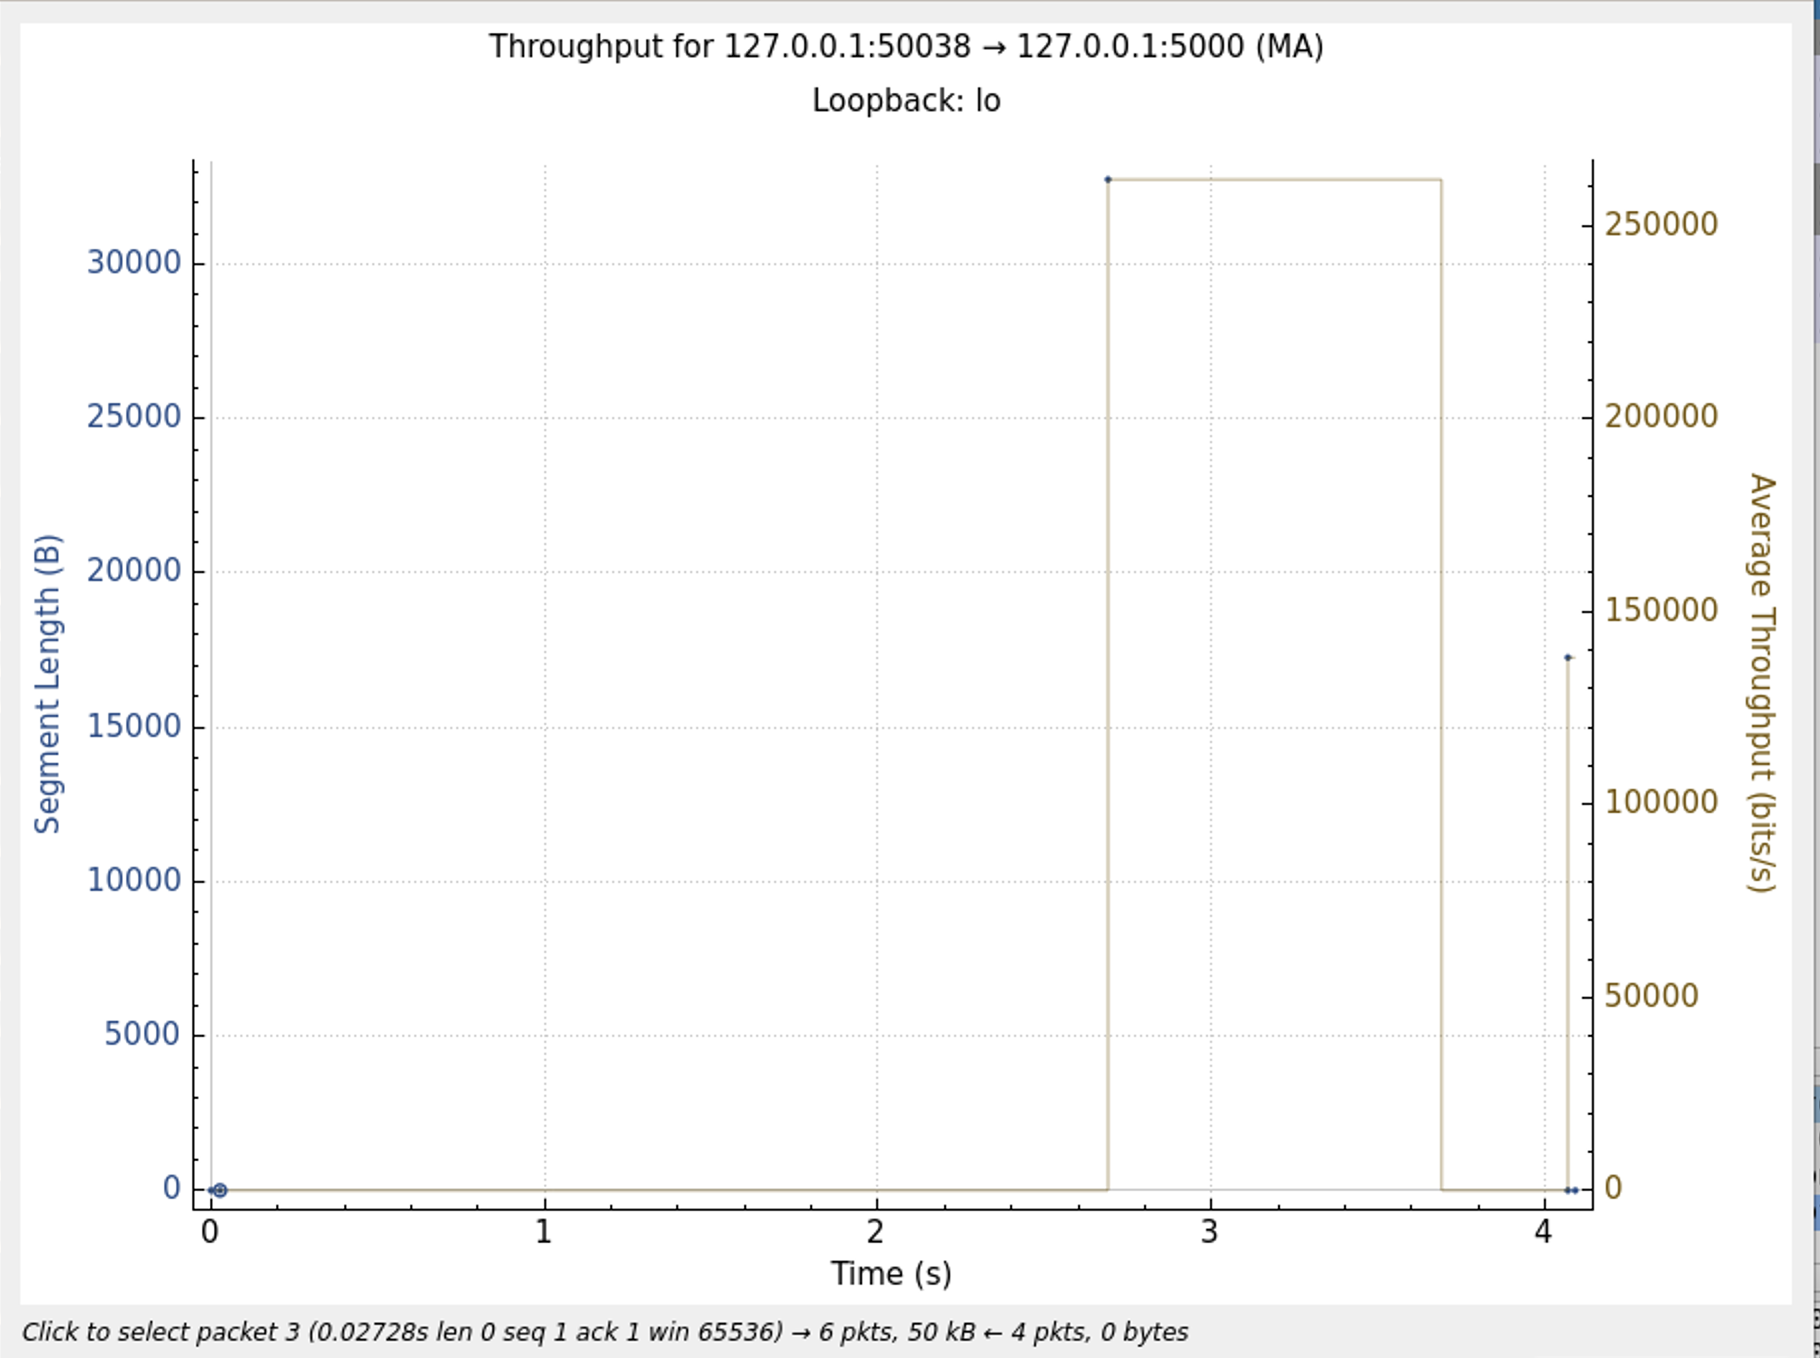 Throughput for 127.0.0.1:50038 → 127.0.0.1:5000 (MA)
Loopback: lo
Segment Length (B)
30000
25000
20000
15000
10000
5000
0
250000
200000
150000
100000
50000
0
Average Throughput (bits/s)
0 1 2 3 4
Time (s)
Click to select packet 3 (0.02728s len 0 seq 1 ack 1 win 65536) → 6 pkts, 50 kB ← 4 pkts, 0 bytes